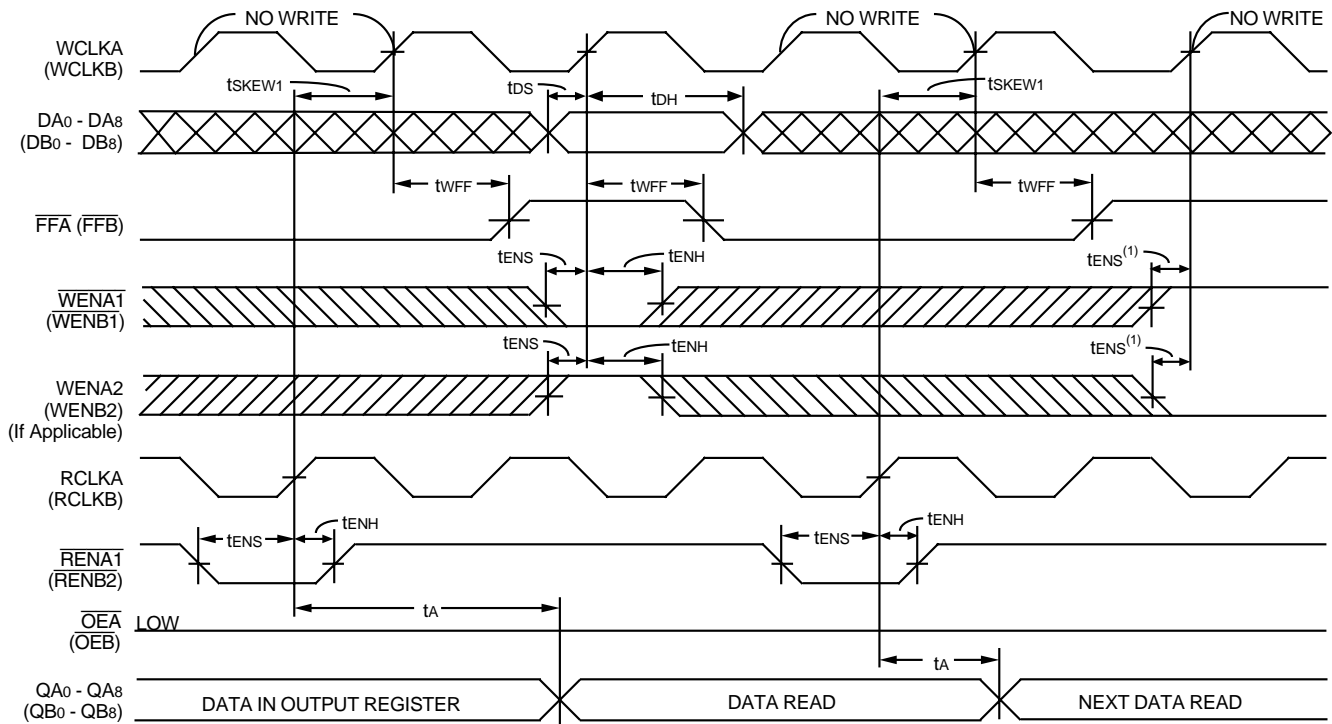 NO WRITE NO WRITE NO WRITE
WCLKA
(WCLKB)
tSKEW1 tDS tDH tSKEW1
DA0 - DA8
(DB0 - DB8)
tWFF tWFF tWFF
FFA (FFB)
tENS tENH tENS(1)
WENA1
(WENB1)
tENS tENH tENS(1)
WENA2
(WENB2)
(If Applicable)
RCLKA
(RCLKB)
tENS tENH tENS tENH
RENA1
(RENB2)
tA
OEA LOW
(OEB)
tA
QA0 - QA8
(QB0 - QB8)
DATA IN OUTPUT REGISTER DATA READ NEXT DATA READ